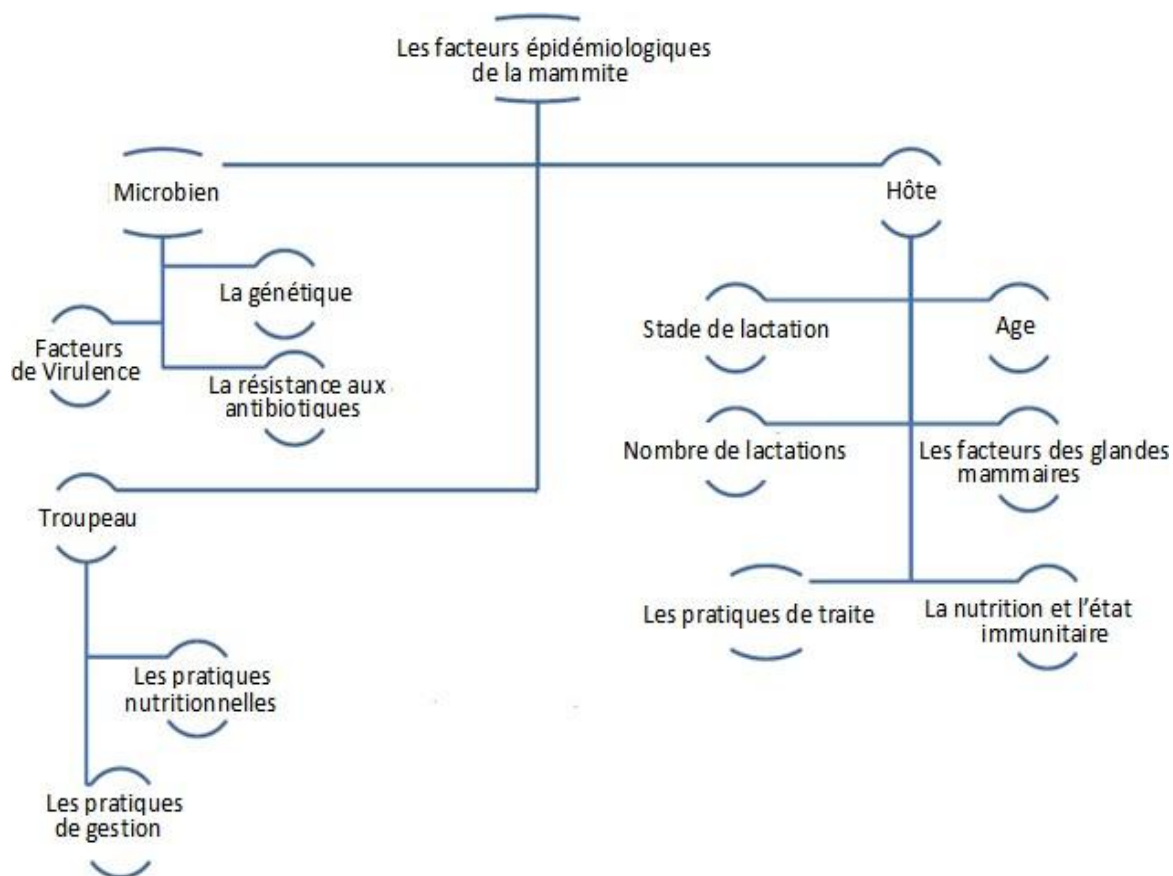 Les facteurs épidémiologiques
de la mammite
Microbien
Hôte
La génétique
Facteurs
de Virulence
La résistance aux
antibiotiques
Stade de lactation
Age
Nombre de lactations
Les facteurs des glandes
mammaires
Troupeau
Les pratiques de traite
La nutrition et l'état
immunitaire
Les pratiques
nutritionnelles
Les pratiques
de gestion